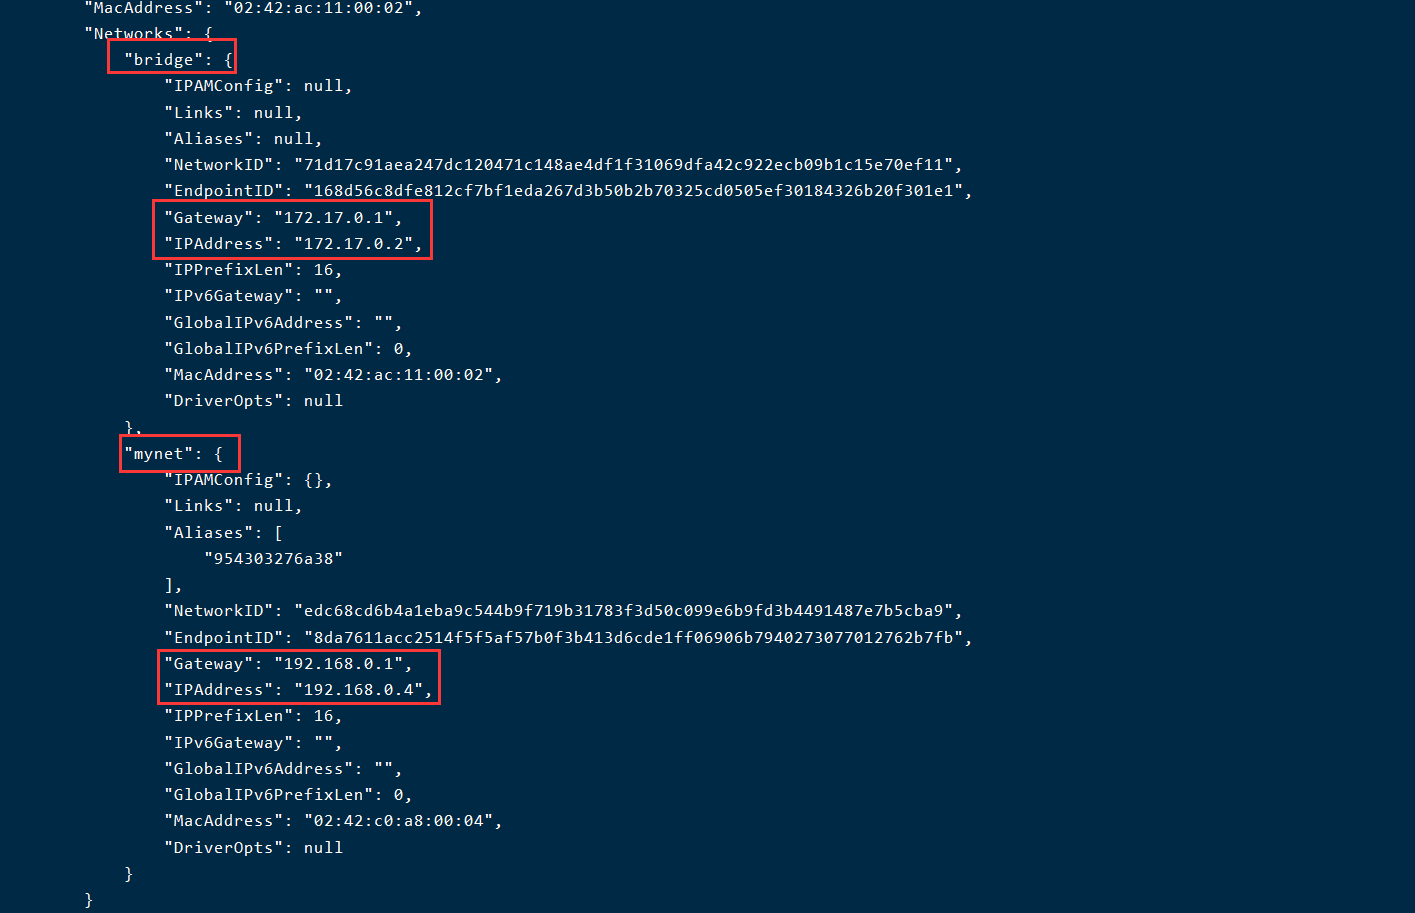 "MacAddress": "02:42:ac:11:00:02",
"Networks": {
"bridge": {
"IPAMConfig": null,
"Links": null,
"Aliases": null,
"NetworkID": "71d17c91aea247dc120471c148ae4df1f31069dfa42c922ecb09b1c15e70ef11",
"EndpointID": "168d56c8dfe812cf7bf1eda267d3b50b2b70325cd0505ef30184326b20f301e1",
"Gateway": "172.17.0.1",
"IPAddress": "172.17.0.2",
"IPPrefixLen": 16,
"IPv6Gateway": "",
"GlobalIPv6Address": "",
"GlobalIPv6PrefixLen": 0,
"MacAddress": "02:42:ac:11:00:02",
"DriverOpts": null
},
"mynet": {
"IPAMConfig": {},
"Links": null,
"Aliases": [
"954303276a38"
],
"NetworkID": "edc68cd6b4a1eba9c544b9f719b31783f3d50c099e6b9fd3b4491487e7b5cba9",
"EndpointID": "8da7611acc2514f5f5af57b0f3b413d6cde1ff06906b7940273077012762b7fb",
"Gateway": "192.168.0.1",
"IPAddress": "192.168.0.4",
"IPPrefixLen": 16,
"IPv6Gateway": "",
"GlobalIPv6Address": "",
"GlobalIPv6PrefixLen": 0,
"MacAddress": "02:42:c0:a8:00:04",
"DriverOpts": null
}
}